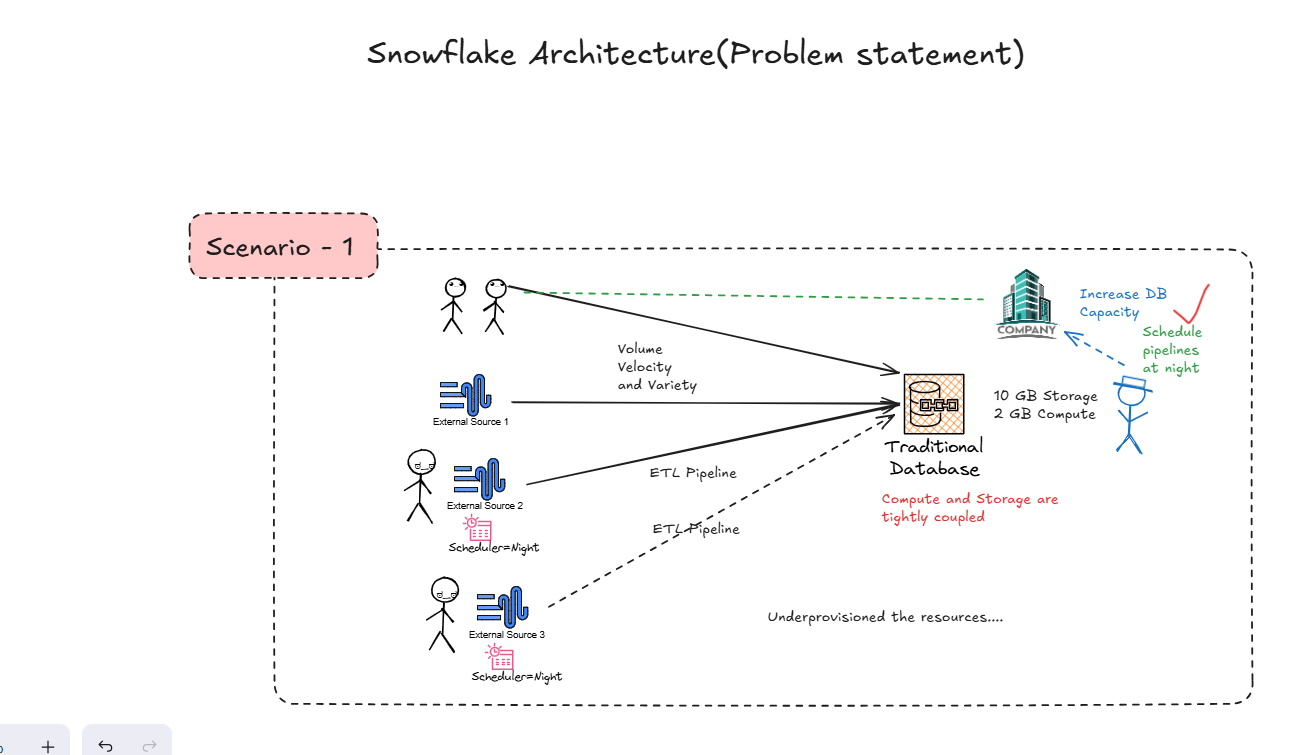 Snowflake Architecture(Problem statement)
Scenario - 1
COMPANY
Increase DB
Capacity
Schedule
pipelines
at night
Volume
Velocity
and Variety
External Source 1
10 GB Storage
2 GB Compute
Traditional
Database
ETL Pipeline
Compute and Storage are
tightly coupled
External Source 2
Scheduler=Night
ETL Pipeline
External Source 3
Scheduler=Night
Underprovisioned the resources....